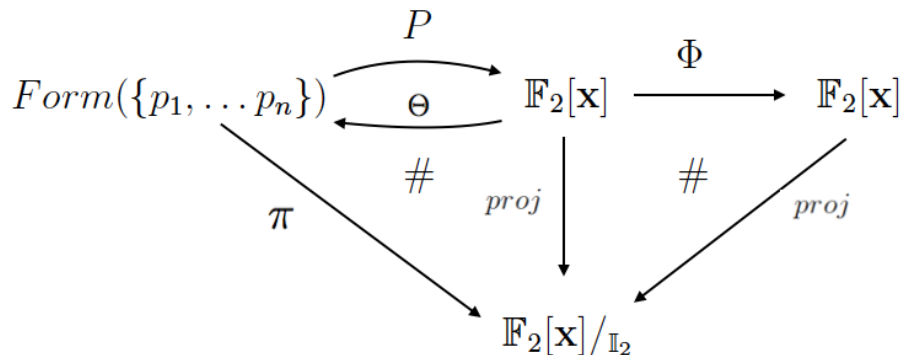 P
Φ
Form({p₁, … pₙ}) 𝔽₂[𝐱] 𝔽₂[𝐱]
Θ
# #
proj proj
π
𝔽₂[𝐱]/𝕀₂